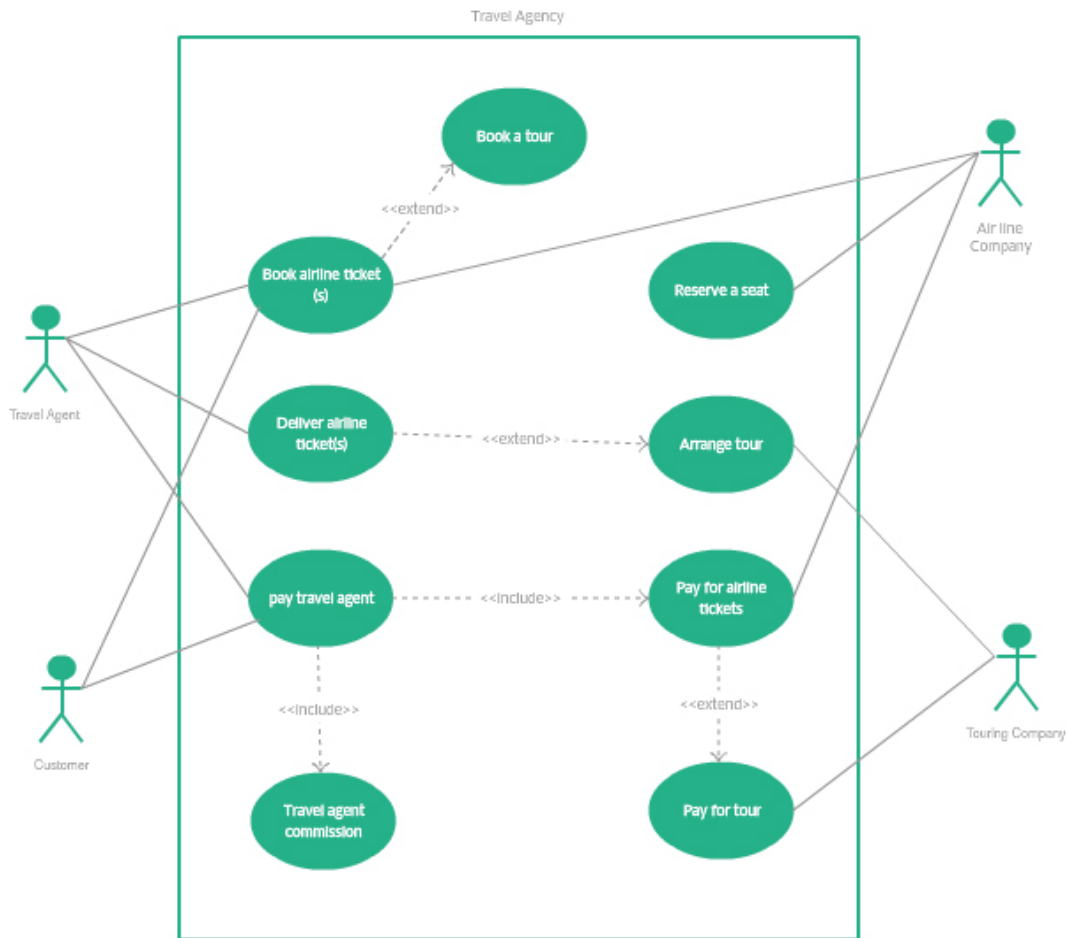 Travel Agency
Book a tour
<<extend>>
Air line
Company
Book airline ticket
(s)
Reserve a seat
Travel Agent
Deliver airline
ticket(s)
<<extend>>
Arrange tour
pay travel agent
<<include>>
Pay for airline
tickets
<<include>>
<<extend>>
Touring Company
Customer
Travel agent
commission
Pay for tour